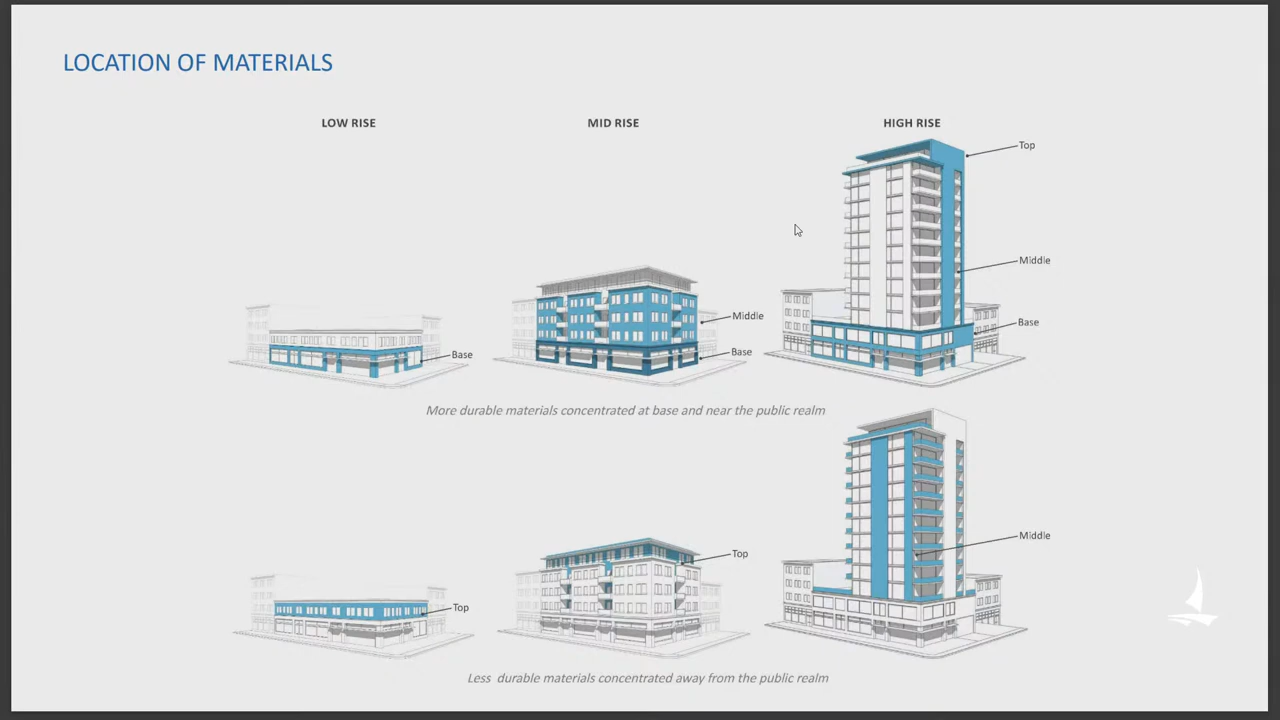 LOCATION OF MATERIALS
LOW RISE
MID RISE
HIGH RISE
Top
Middle
Base
Middle
Base
Base
More durable materials concentrated at base and near the public realm
Top
Middle
Top
Less durable materials concentrated away from the public realm